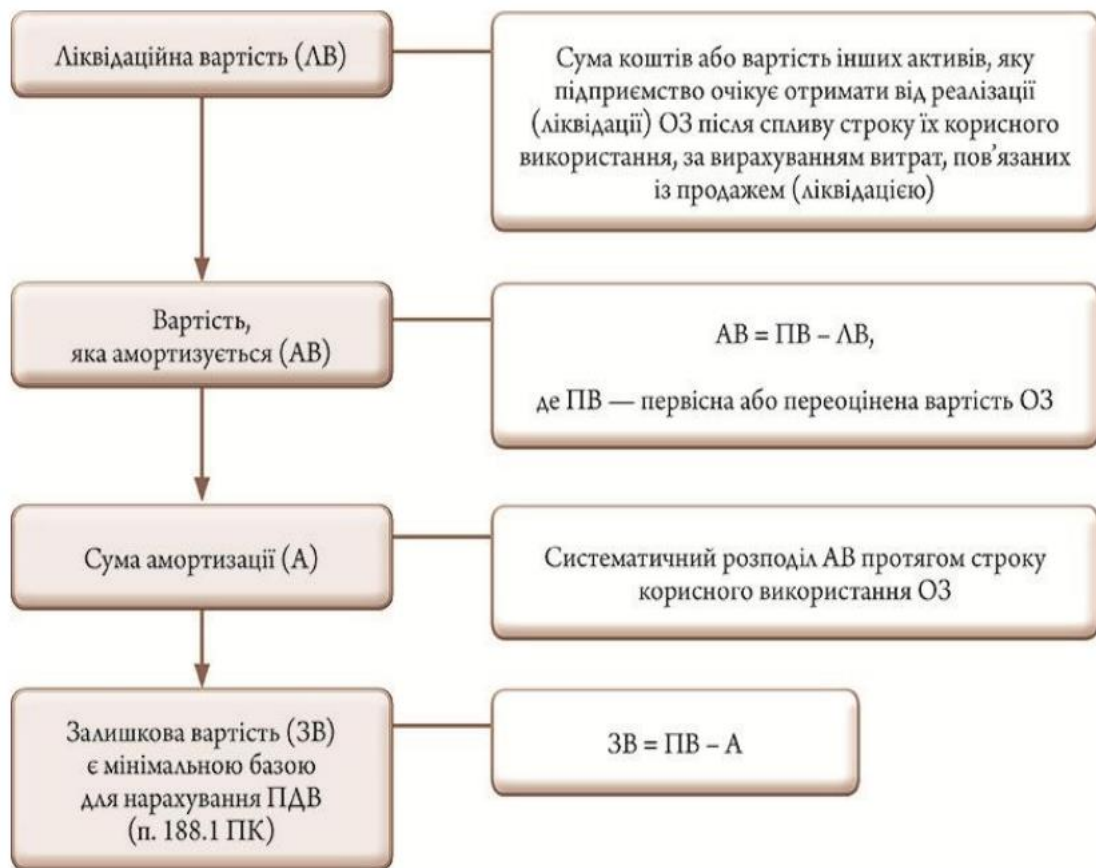 Ліквідаційна вартість (ЛВ)
Сума коштів або вартість інших активів, яку
підприємство очікує отримати від реалізації
(ліквідації) ОЗ після спливу строку їх корисного
використання, за вирахуванням витрат, пов’язаних
із продажем (ліквідацією)
Вартість,
яка амортизується (АВ)
АВ = ПВ – ЛВ,
де ПВ — первісна або переоцінена вартість ОЗ
Сума амортизації (А)
Систематичний розподіл АВ протягом строку
корисного використання ОЗ
Залишкова вартість (ЗВ)
є мінімальною базою
для нарахування ПДВ
(п. 188.1 ПК)
ЗВ = ПВ – А